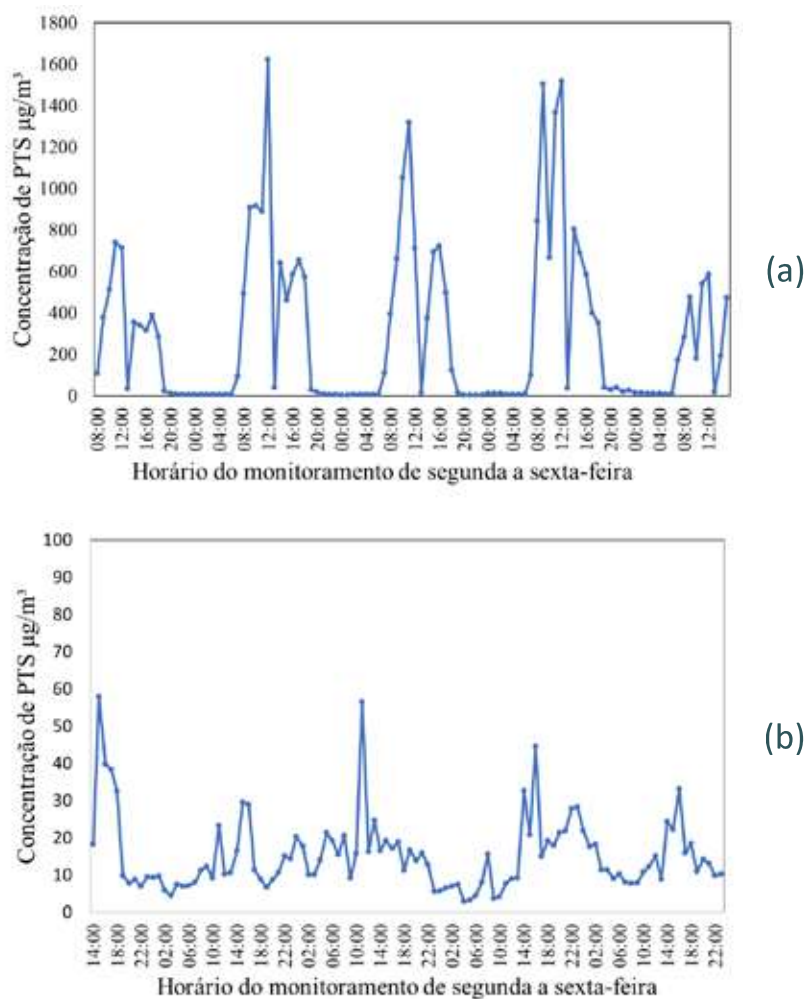 Concentração de PTS µg/m³
1800
1600
1400
1200
1000
800
600
400
200
0
08:00 12:00 16:00 20:00 00:00 04:00 08:00 12:00 16:00 20:00 00:00 04:00 08:00 12:00 16:00 20:00 00:00 04:00 08:00 12:00 16:00 20:00 00:00 04:00 08:00 12:00
Horário do monitoramento de segunda a sexta-feira
(a)
Concentração de PTS µg/m³
100
90
80
70
60
50
40
30
20
10
0
14:00 18:00 22:00 02:00 06:00 10:00 14:00 18:00 22:00 02:00 06:00 10:00 14:00 18:00 22:00 02:00 06:00 10:00 14:00 18:00 22:00 02:00 06:00 10:00 14:00 18:00 22:00
Horário do monitoramento de segunda a sexta-feira
(b)